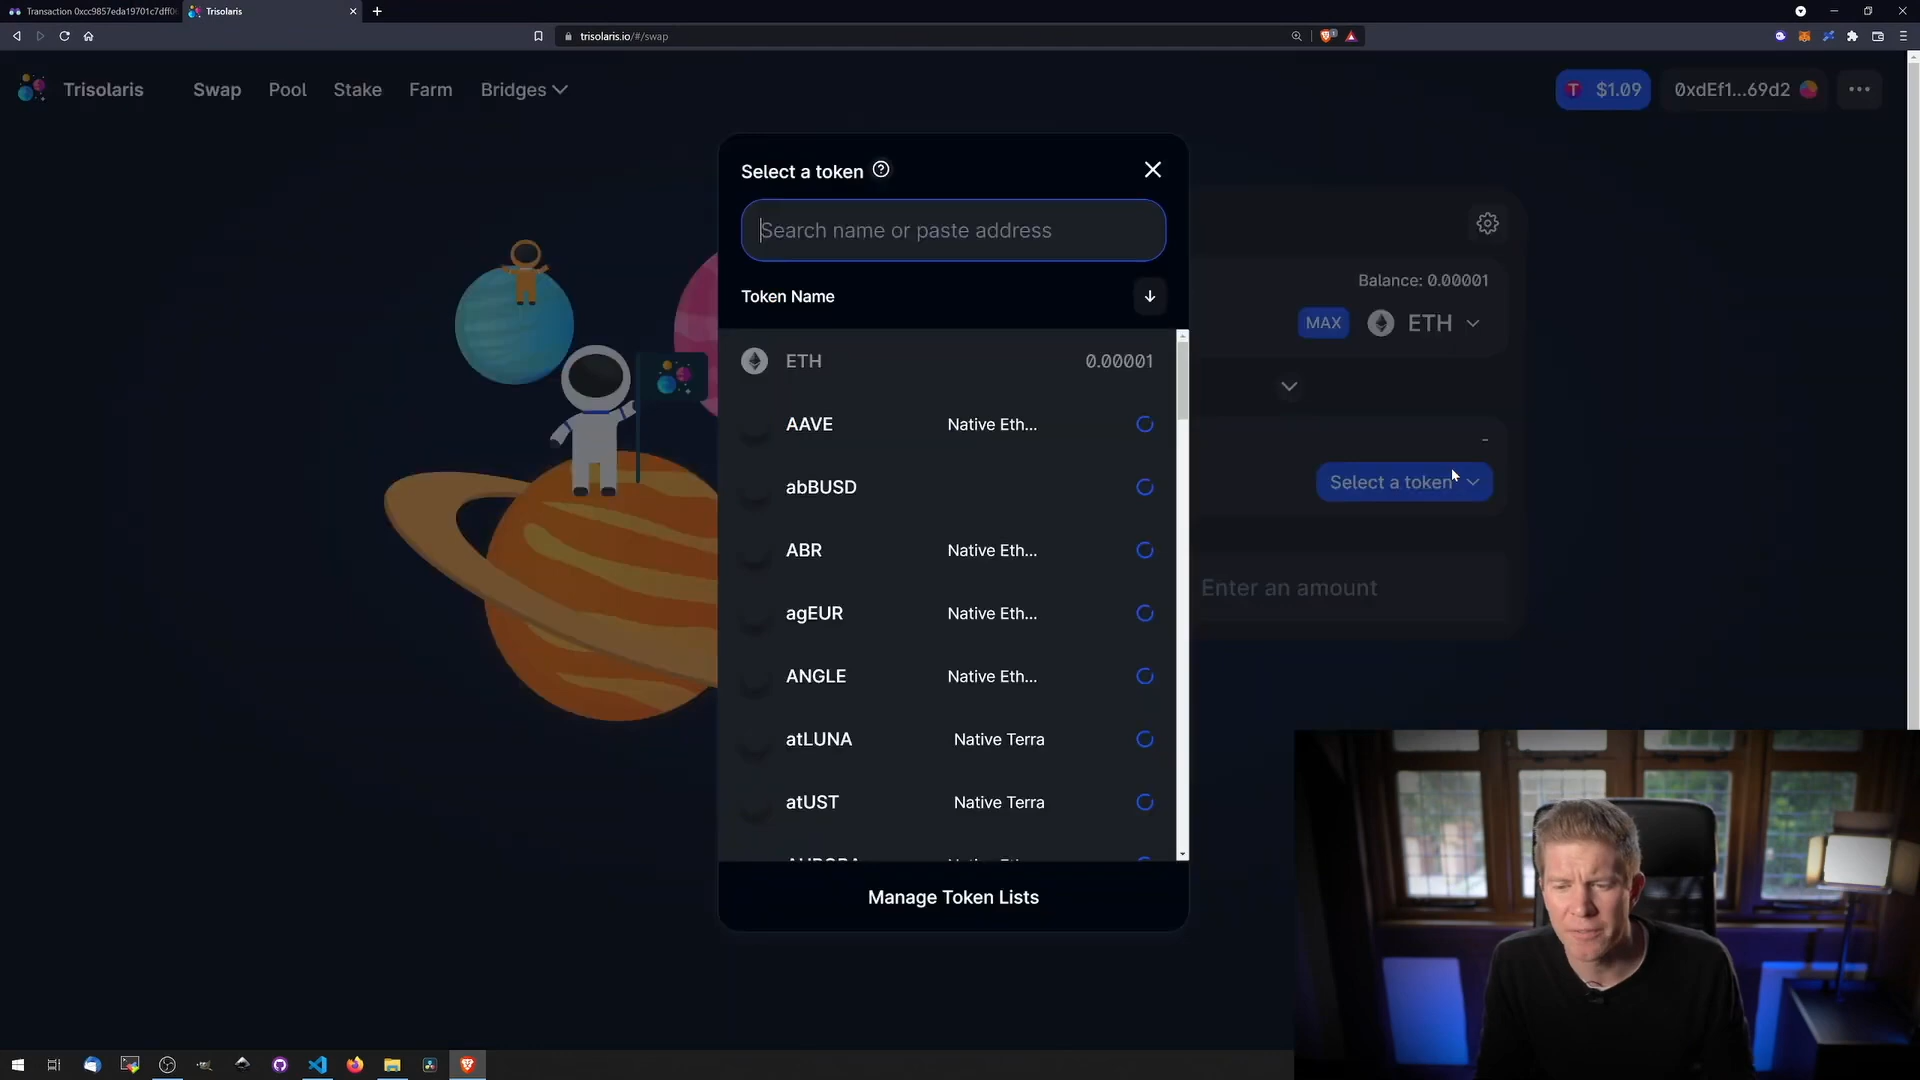 Transaction 0xcc9857eda19701c7dff0
Trisolaris
trisolaris.io/#/swap
Trisolaris
Swap
Pool
Stake
Farm
Bridges
T $1.09
0xdEf1...69d2
Select a token
Search name or paste address
Token Name
ETH 0.00001
AAVE Native Eth...
abBUSD
ABR Native Eth...
agEUR Native Eth...
ANGLE Native Eth...
atLUNA Native Terra
atUST Native Terra
Manage Token Lists
Balance: 0.00001
MAX ETH
-
Select a token
Enter an amount